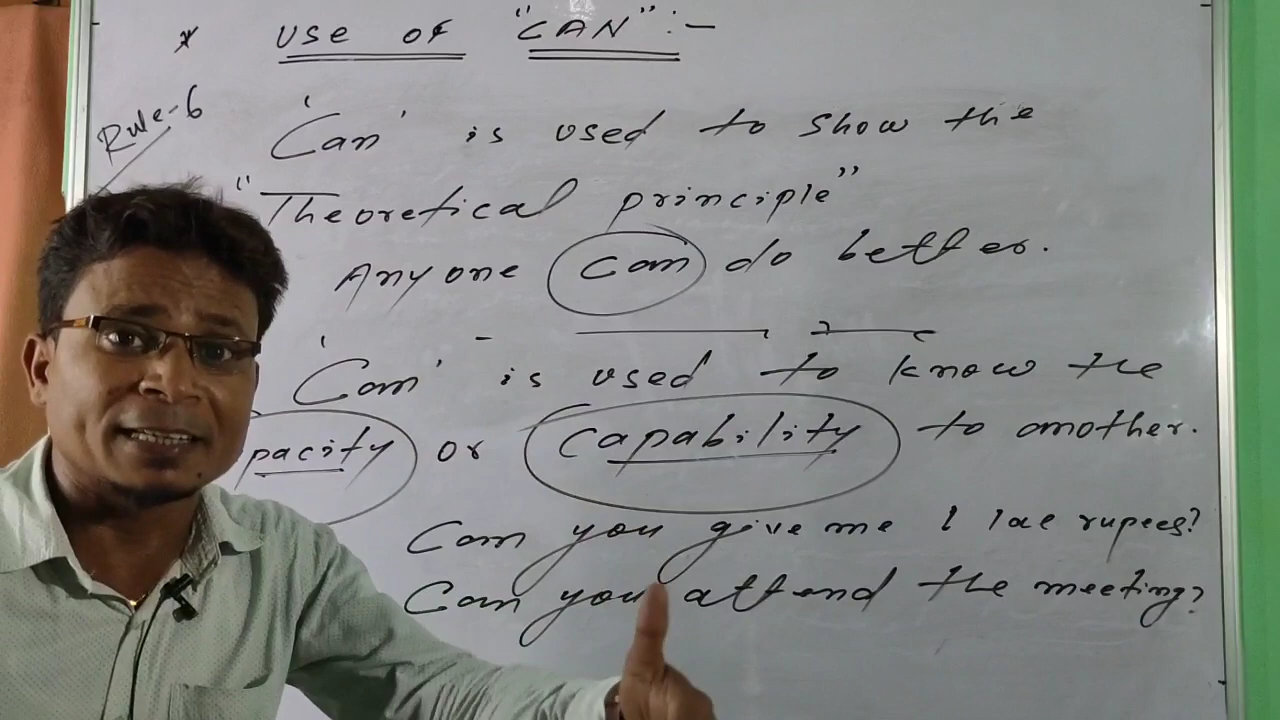 * USE OF "CAN" :-
Rule-6
'Can' is used to show the
"Theoretical principle"
Anyone can do better.
'Can' is used to know the
pacity or capability to another.
Can you give me 1 lac rupees?
Can you attend the meeting?